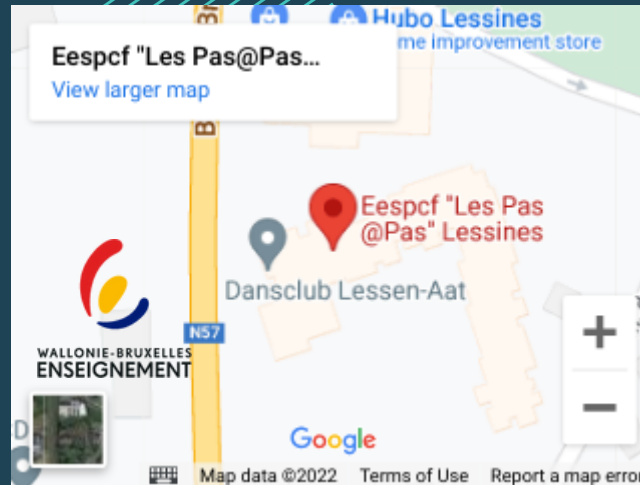 Hubo Lessines
me improvement store
Eespcf "Les Pas@Pas...
View larger map
Eespcf "Les Pas
@Pas" Lessines
Dansclub Lessen-Aat
N57
WALLONIE-BRUXELLES
ENSEIGNEMENT
+
−
Google
Map data ©2022 Terms of Use Report a map error